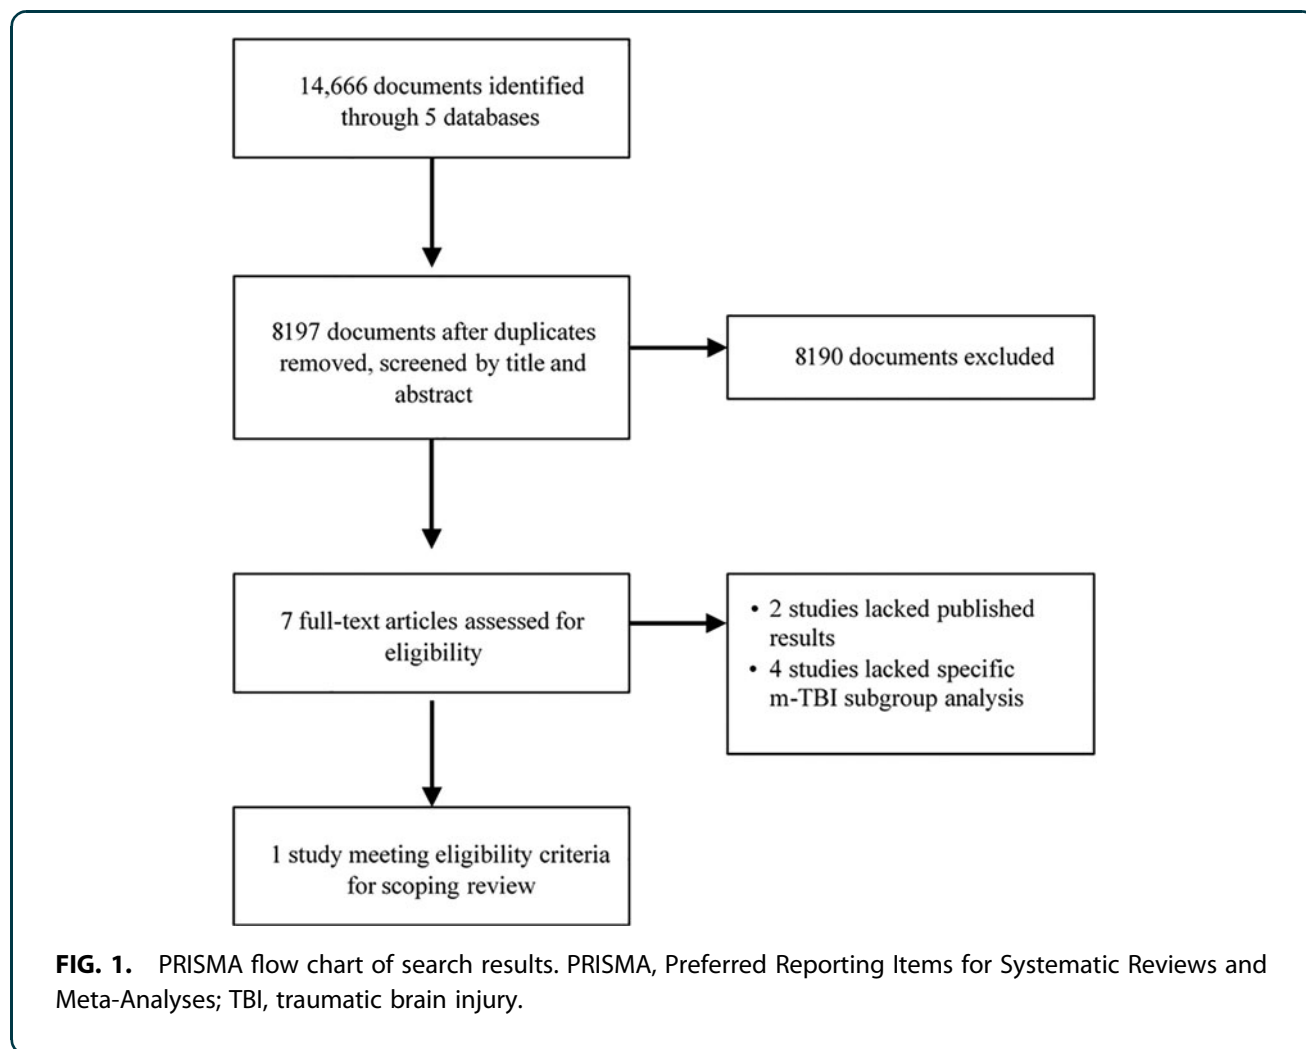 14,666 documents identified
through 5 databases
8197 documents after duplicates
removed, screened by title and
abstract
8190 documents excluded
7 full-text articles assessed for
eligibility
• 2 studies lacked published
results
• 4 studies lacked specific
m-TBI subgroup analysis
1 study meeting eligibility criteria
for scoping review
FIG. 1. PRISMA flow chart of search results. PRISMA, Preferred Reporting Items for Systematic Reviews and
Meta-Analyses; TBI, traumatic brain injury.